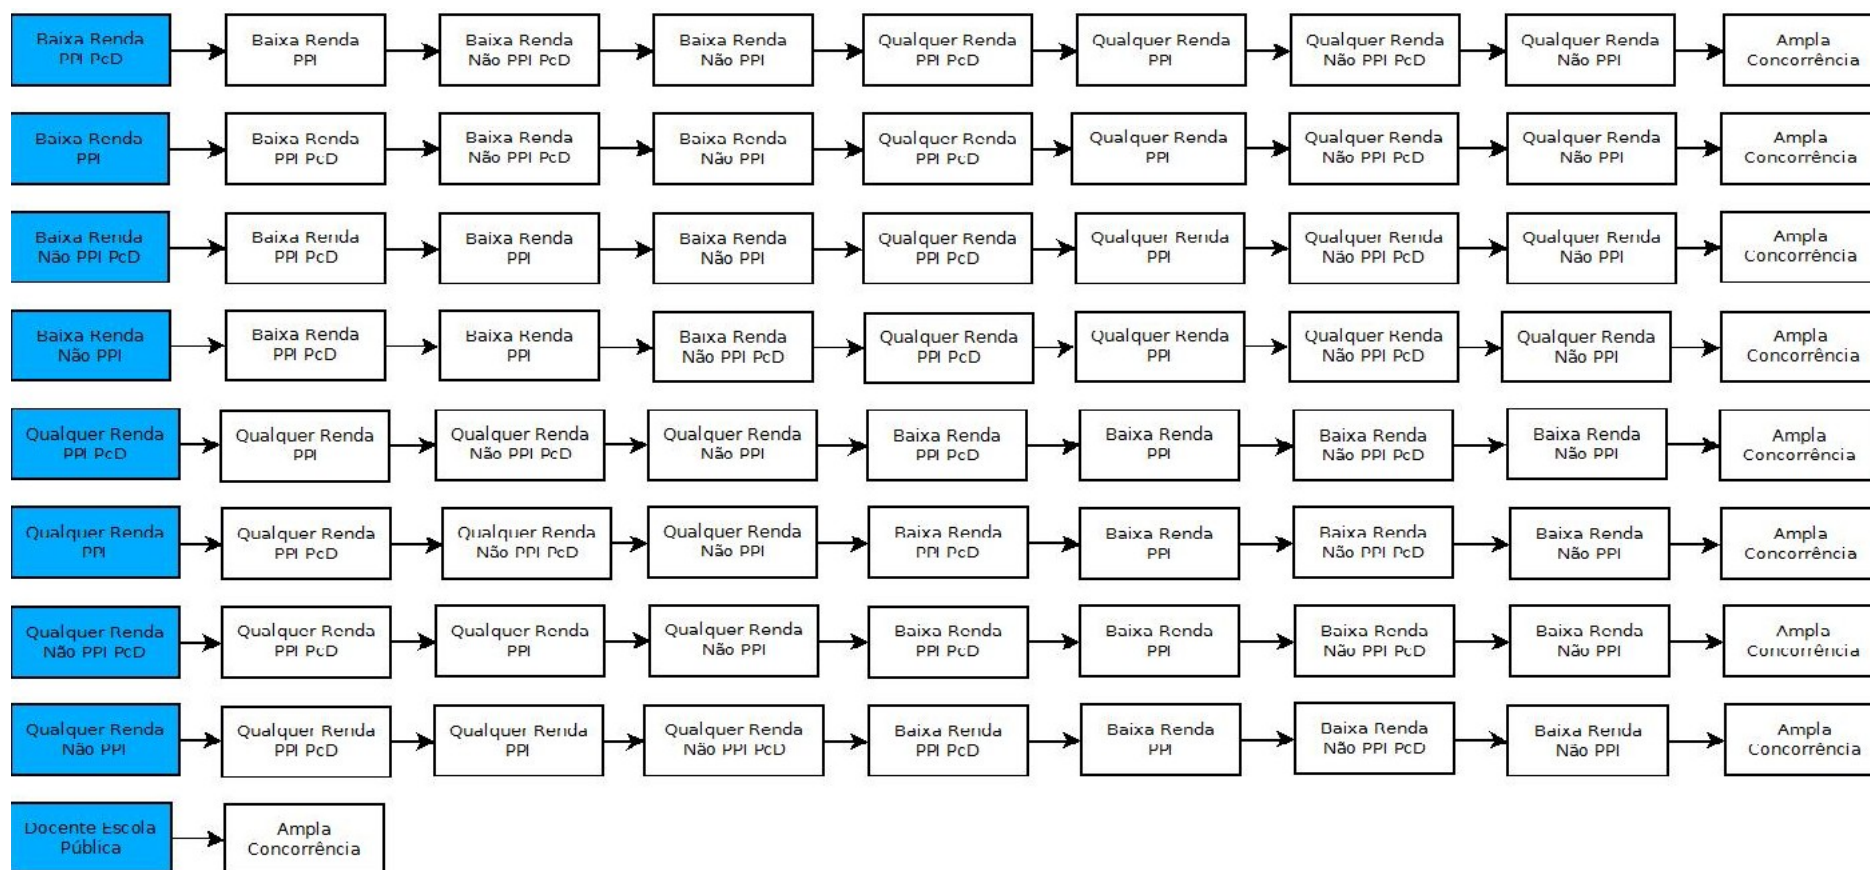 Baixa Renda
PPI PcD
Baixa Renda
PPI
Baixa Renda
Não PPI PcD
Baixa Renda
Não PPI
Qualquer Renda
PPI PcD
Qualquer Renda
PPI
Qualquer Renda
Não PPI PcD
Qualquer Renda
Não PPI
Ampla
Concorrência
Baixa Renda
PPI
Baixa Renda
PPI PcD
Baixa Renda
Não PPI PcD
Baixa Renda
Não PPI
Qualquer Renda
PPI PcD
Qualquer Renda
PPI
Qualquer Renda
Não PPI PcD
Qualquer Renda
Não PPI
Ampla
Concorrência
Baixa Renda
Não PPI PcD
Baixa Renda
PPI PcD
Baixa Renda
PPI
Baixa Renda
Não PPI
Qualquer Renda
PPI PcD
Qualquer Renda
PPI
Qualquer Renda
Não PPI PcD
Qualquer Renda
Não PPI
Ampla
Concorrência
Baixa Renda
Não PPI
Baixa Renda
PPI PcD
Baixa Renda
PPI
Baixa Renda
Não PPI PcD
Qualquer Renda
PPI PcD
Qualquer Renda
PPI
Qualquer Renda
Não PPI PcD
Qualquer Renda
Não PPI
Ampla
Concorrência
Qualquer Renda
PPI PcD
Qualquer Renda
PPI
Qualquer Renda
Não PPI PcD
Qualquer Renda
Não PPI
Baixa Renda
PPI PcD
Baixa Renda
PPI
Baixa Renda
Não PPI PcD
Baixa Renda
Não PPI
Ampla
Concorrência
Qualquer Renda
PPI
Qualquer Renda
PPI PcD
Qualquer Renda
Não PPI PcD
Qualquer Renda
Não PPI
Baixa Renda
PPI PcD
Baixa Renda
PPI
Baixa Renda
Não PPI PcD
Baixa Renda
Não PPI
Ampla
Concorrência
Qualquer Renda
Não PPI PcD
Qualquer Renda
PPI PcD
Qualquer Renda
PPI
Qualquer Renda
Não PPI
Baixa Renda
PPI PcD
Baixa Renda
PPI
Baixa Renda
Não PPI PcD
Baixa Renda
Não PPI
Ampla
Concorrência
Qualquer Renda
Não PPI
Qualquer Renda
PPI PcD
Qualquer Renda
PPI
Qualquer Renda
Não PPI PcD
Baixa Renda
PPI PcD
Baixa Renda
PPI
Baixa Renda
Não PPI PcD
Baixa Renda
Não PPI
Ampla
Concorrência
Docente Escola
Pública
Ampla
Concorrência